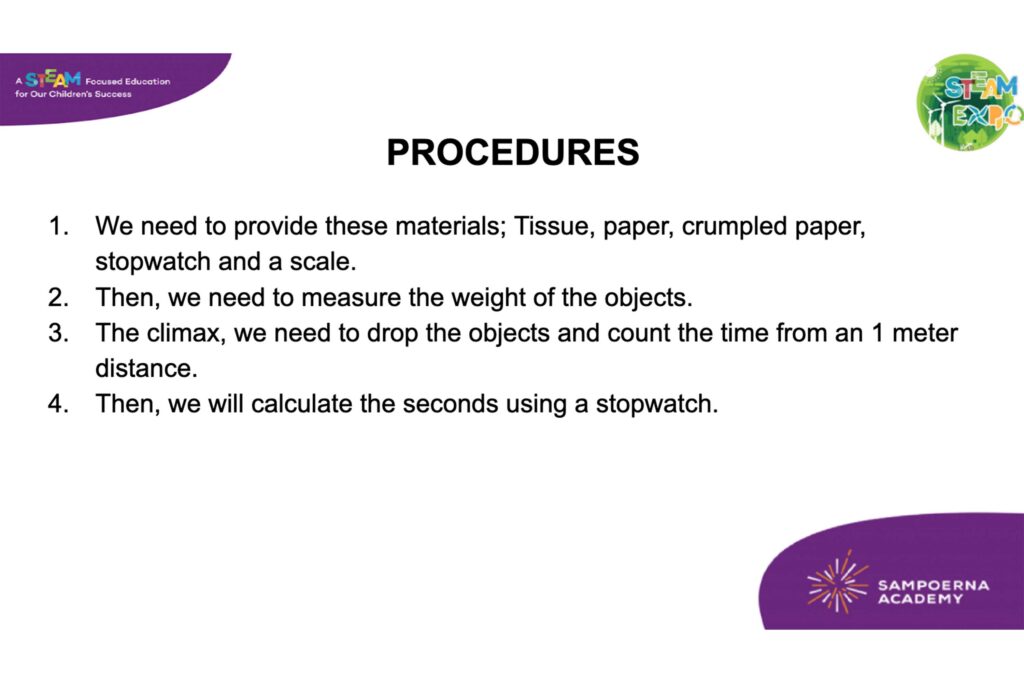 A STEAM Focused Education
for Our Children's Success
STEAM
EXPO
PROCEDURES
1. We need to provide these materials; Tissue, paper, crumpled paper,
stopwatch and a scale.
2. Then, we need to measure the weight of the objects.
3. The climax, we need to drop the objects and count the time from an 1 meter
distance.
4. Then, we will calculate the seconds using a stopwatch.
SAMPOERNA
ACADEMY